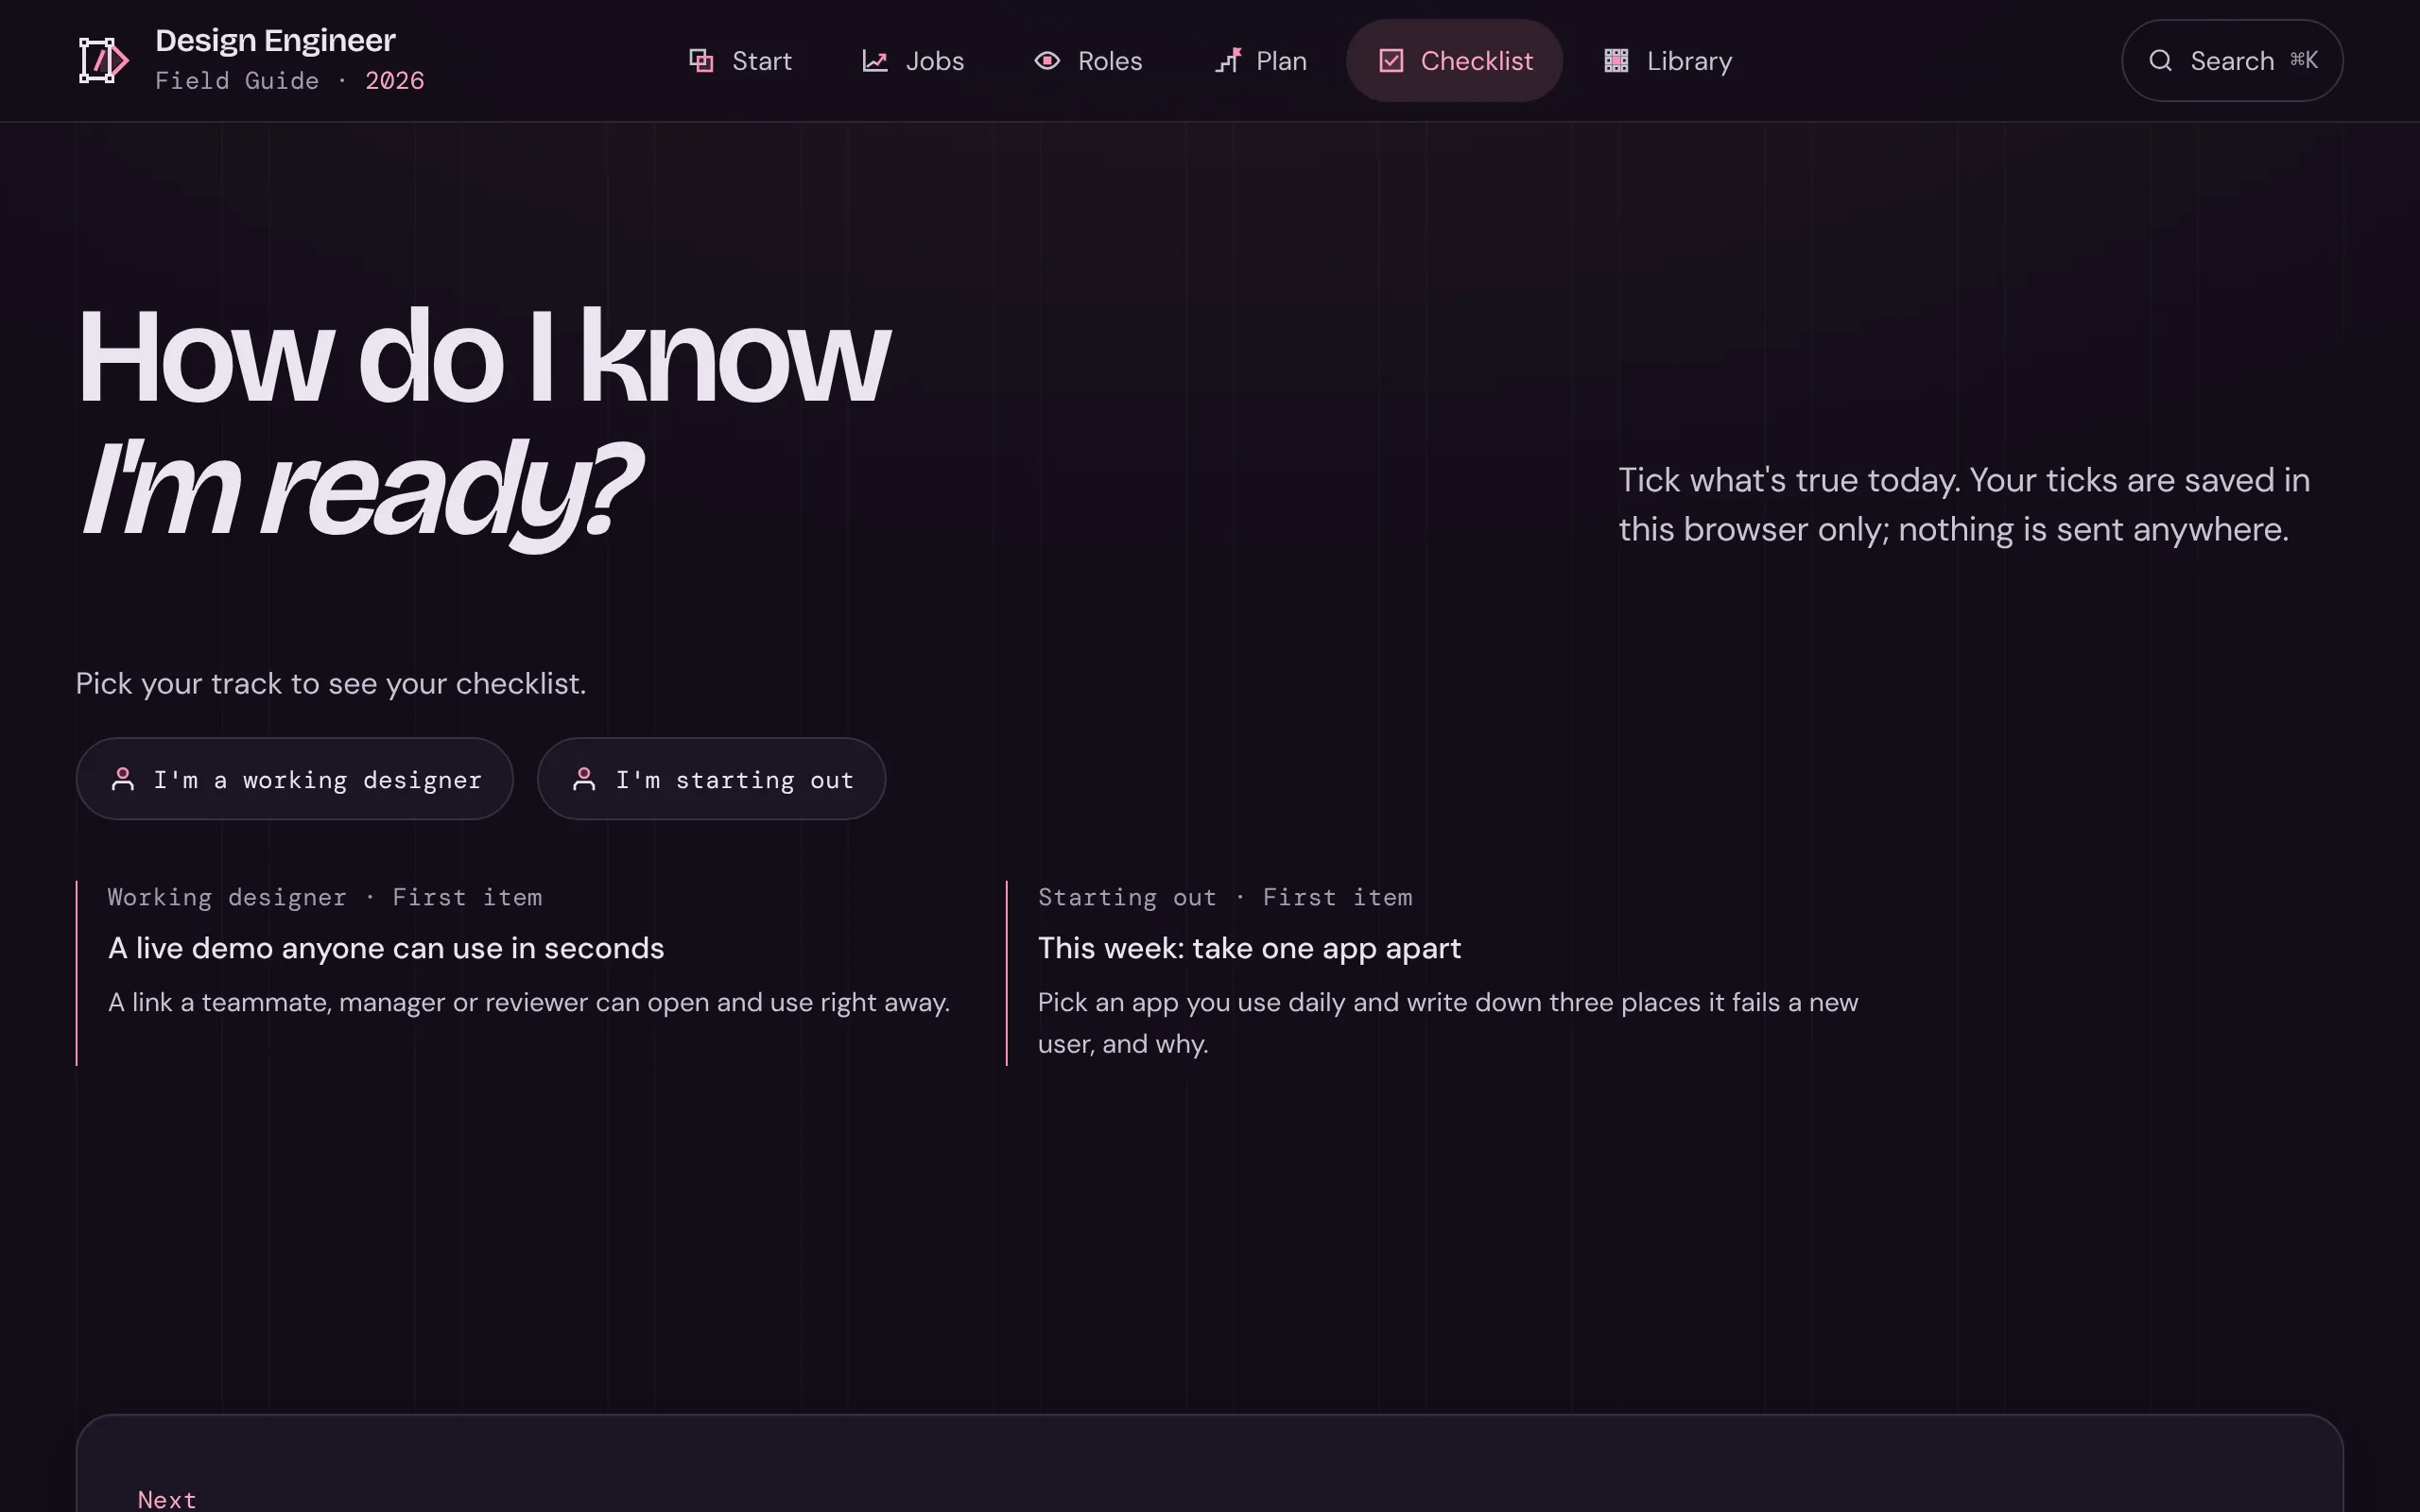 Design Engineer
Field Guide · 2026
Start
Jobs
Roles
Plan
Checklist
Library
Search ⌘K
How do I know
I'm ready?
Tick what's true today. Your ticks are saved in
this browser only; nothing is sent anywhere.
Pick your track to see your checklist.
I'm a working designer
I'm starting out
Working designer · First item
A live demo anyone can use in seconds
A link a teammate, manager or reviewer can open and use right away.
Starting out · First item
This week: take one app apart
Pick an app you use daily and write down three places it fails a new
user, and why.
Next